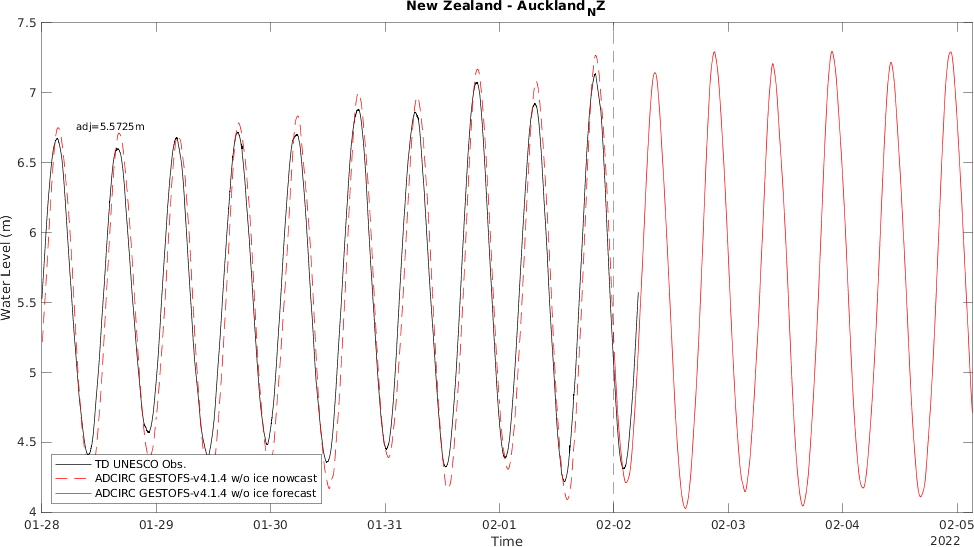 New Zealand - Auckland_NZ
7.5
7
6.5
6
5.5
5
4.5
4
Water Level (m)
adj=5.5725m
TD UNESCO Obs.
ADCIRC GESTOFS-v4.1.4 w/o ice nowcast
ADCIRC GESTOFS-v4.1.4 w/o ice forecast
01-28 01-29 01-30 01-31 02-01 02-02 02-03 02-04 02-05
Time
2022